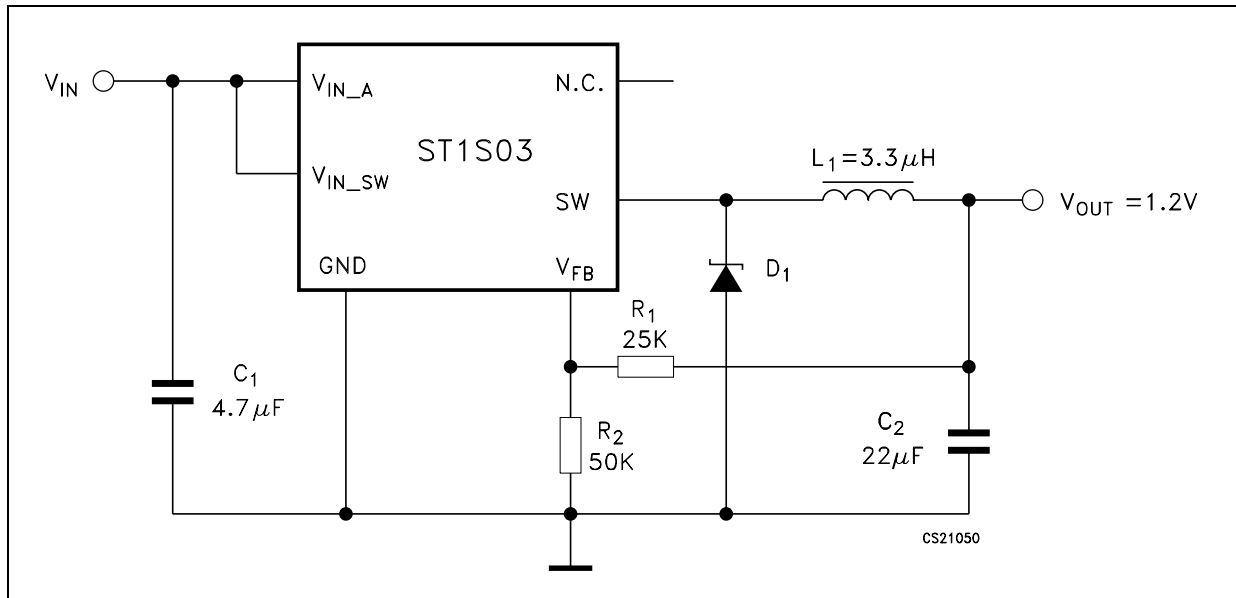 V_IN
V_IN_A
N.C.
ST1S03
V_IN_SW
L_1=3.3μH
SW
V_OUT =1.2V
GND
V_FB
D_1
R_1
25K
C_1
4.7μF
R_2
50K
C_2
22μF
CS21050